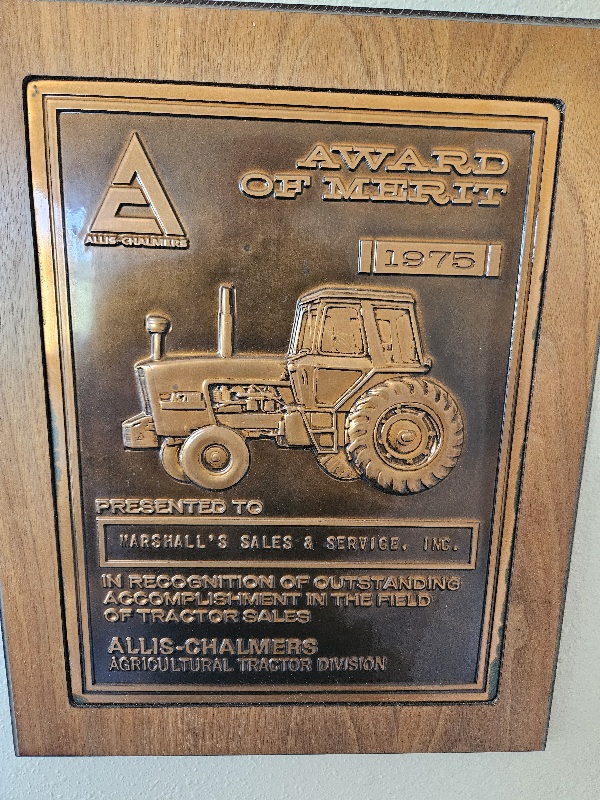 ALLIS-CHALMERS
AWARD
OF MERIT
1975
PRESENTED TO
MARSHALL'S SALES & SERVICE, INC.
IN RECOGNITION OF OUTSTANDING
ACCOMPLISHMENT IN THE FIELD
OF TRACTOR SALES
ALLIS-CHALMERS
AGRICULTURAL TRACTOR DIVISION